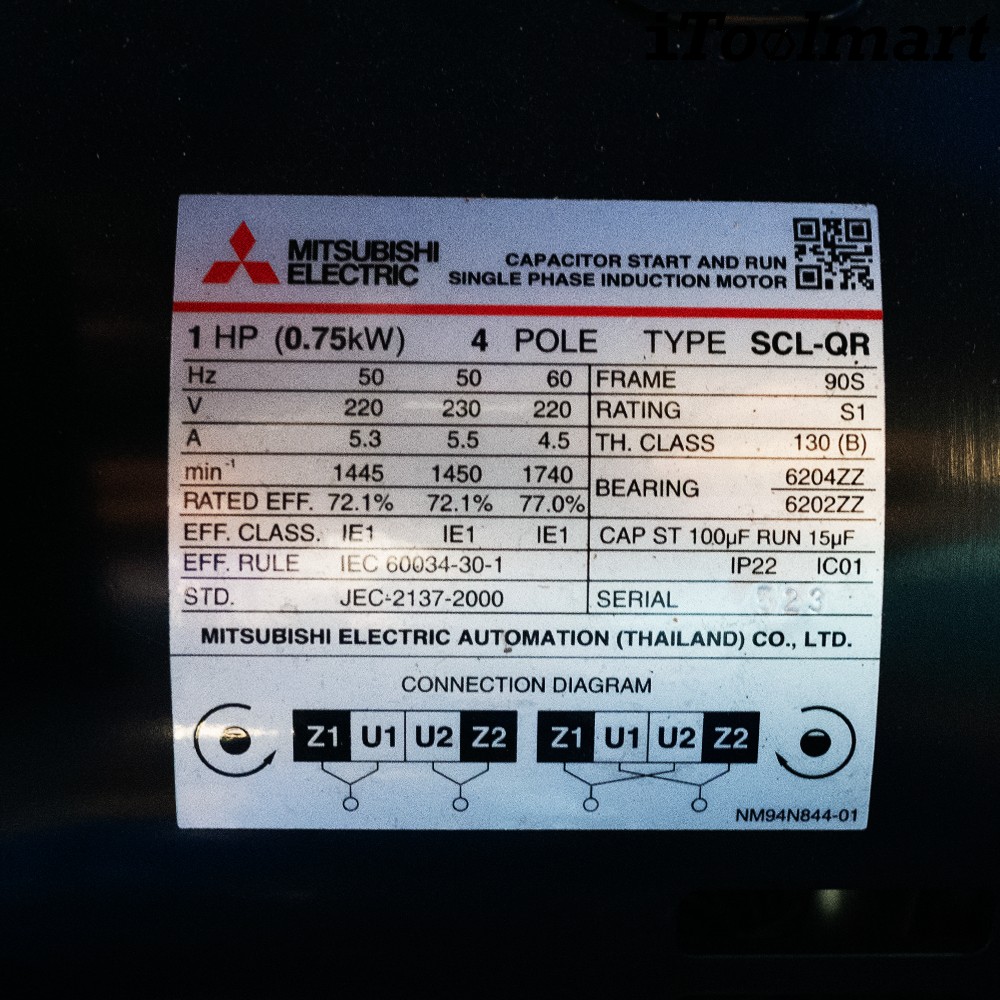 iToolmart
MITSUBISHI
ELECTRIC
CAPACITOR START AND RUN
SINGLE PHASE INDUCTION MOTOR
1 HP (0.75kW) 4 POLE TYPE SCL-QR
Hz 50 50 60 FRAME 90S
V 220 230 220 RATING S1
A 5.3 5.5 4.5 TH. CLASS 130 (B)
min-1 1445 1450 1740 BEARING 6204ZZ
RATED EFF. 72.1% 72.1% 77.0% 6202ZZ
EFF. CLASS. IE1 IE1 IE1 CAP ST 100µF RUN 15µF
EFF. RULE IEC 60034-30-1 IP22 IC01
STD. JEC-2137-2000 SERIAL 523
MITSUBISHI ELECTRIC AUTOMATION (THAILAND) CO., LTD.
CONNECTION DIAGRAM
Z1 U1 U2 Z2 Z1 U1 U2 Z2
NM94N844-01